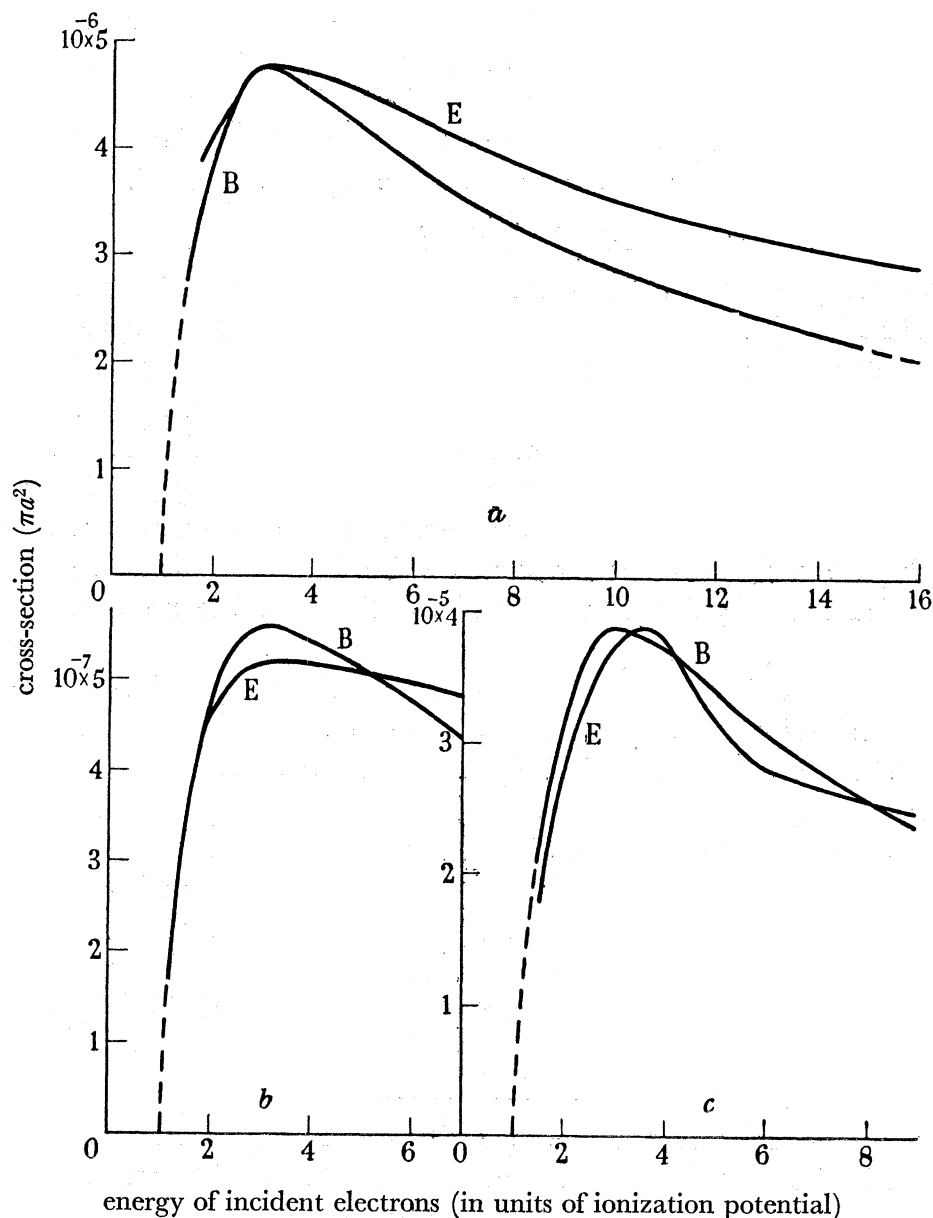 10⁻⁶×5
E
4
B
3
2
1
a
0 2 4 6 8 10 12 14 16
cross-section (πa²)
10⁻⁷×5
B
E
4
3
2
1
b
0 2 4 6
10⁻⁵×4
B
E
3
2
1
c
0 2 4 6 8
energy of incident electrons (in units of ionization potential)